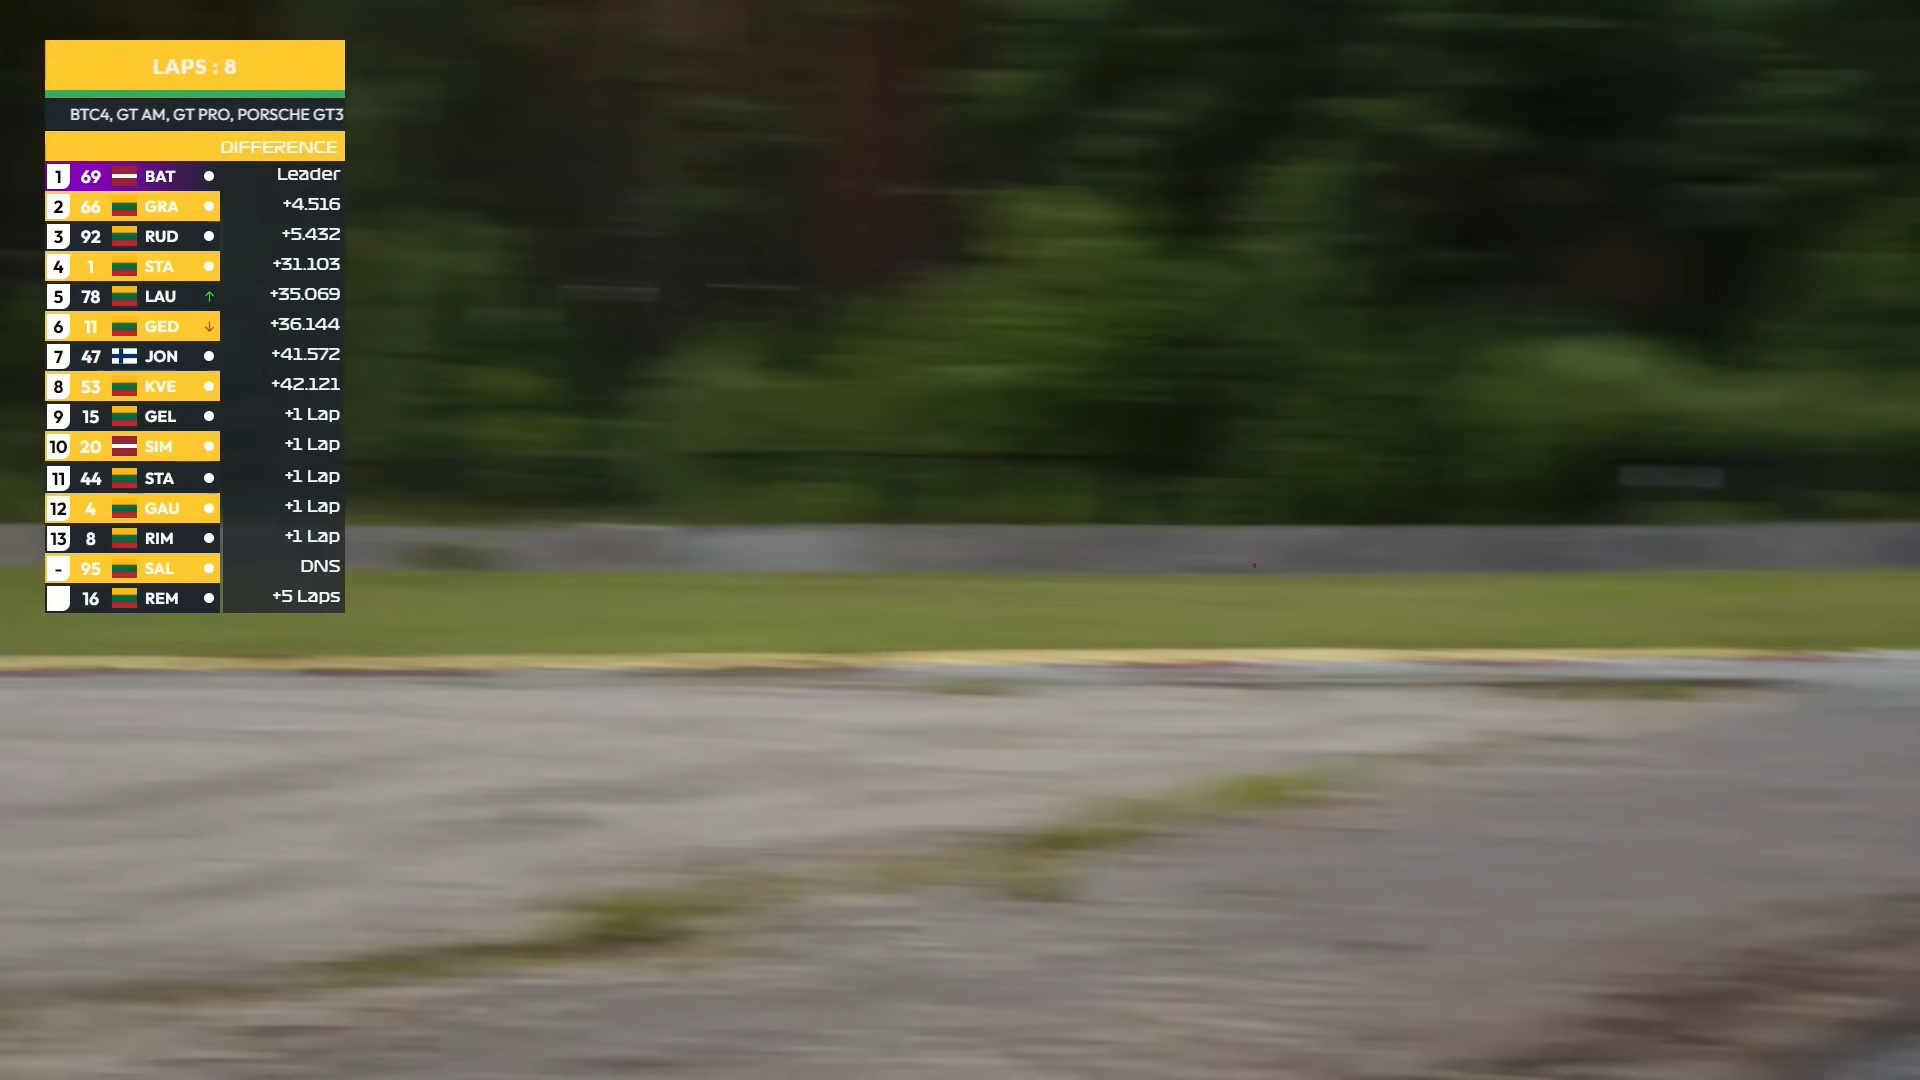 LAPS : 8
BTC4, GT AM, GT PRO, PORSCHE GT3
DIFFERENCE
1 69 BAT Leader
2 66 GRA +4.516
3 92 RUD +5.432
4 1 STA +31.103
5 78 LAU ↑ +35.069
6 11 GED ↓ +36.144
7 47 JON +41.572
8 53 KVE +42.121
9 15 GEL +1 Lap
10 20 SIM +1 Lap
11 44 STA +1 Lap
12 4 GAU +1 Lap
13 8 RIM +1 Lap
- 95 SAL DNS
16 REM +5 Laps